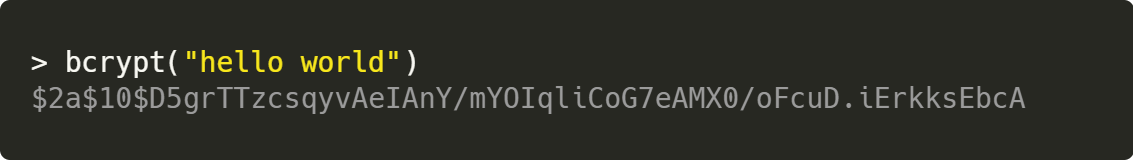 > bcrypt("hello world")
$2a$10$D5grTTzcsqyvAeIAnY/mYOIqliCoG7eAMX0/oFcuD.iErkksEbcA